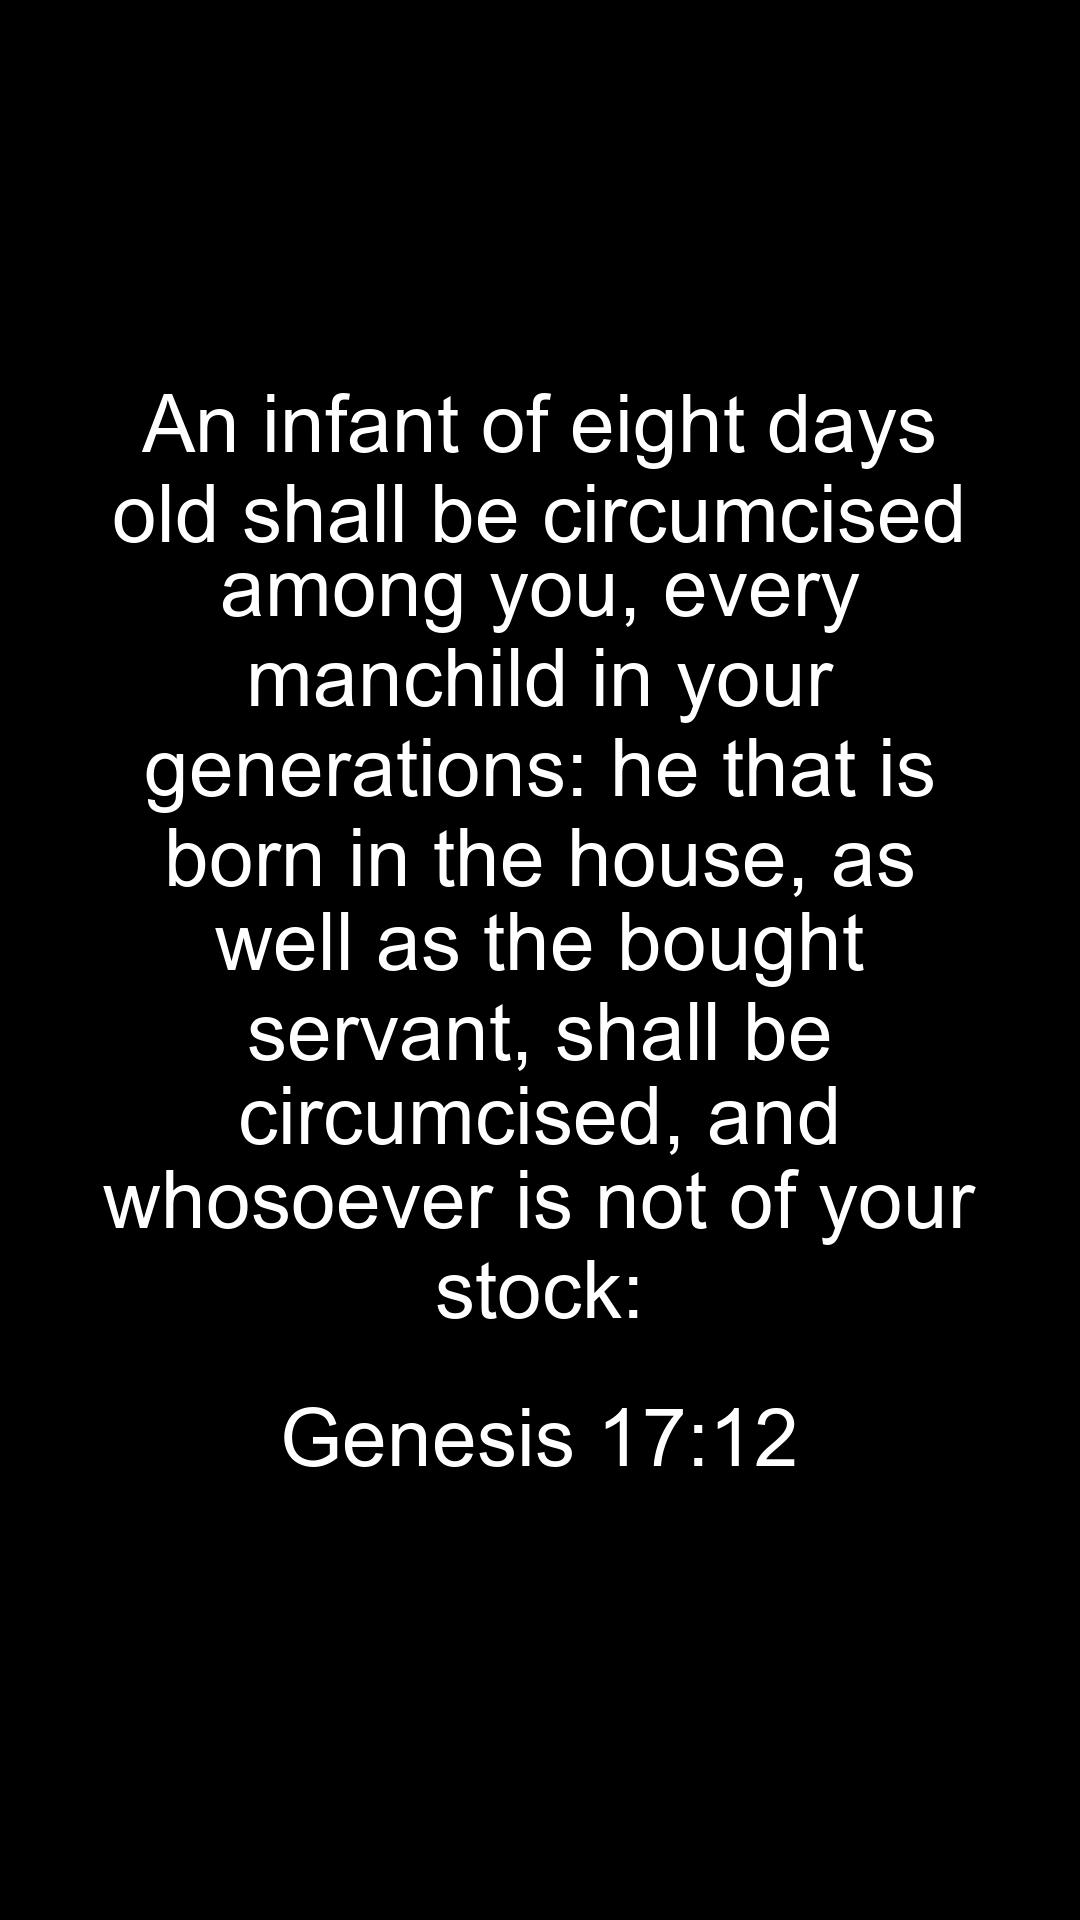 An infant of eight days
old shall be circumcised
among you, every
manchild in your
generations: he that is
born in the house, as
well as the bought
servant, shall be
circumcised, and
whosoever is not of your
stock:
Genesis 17:12